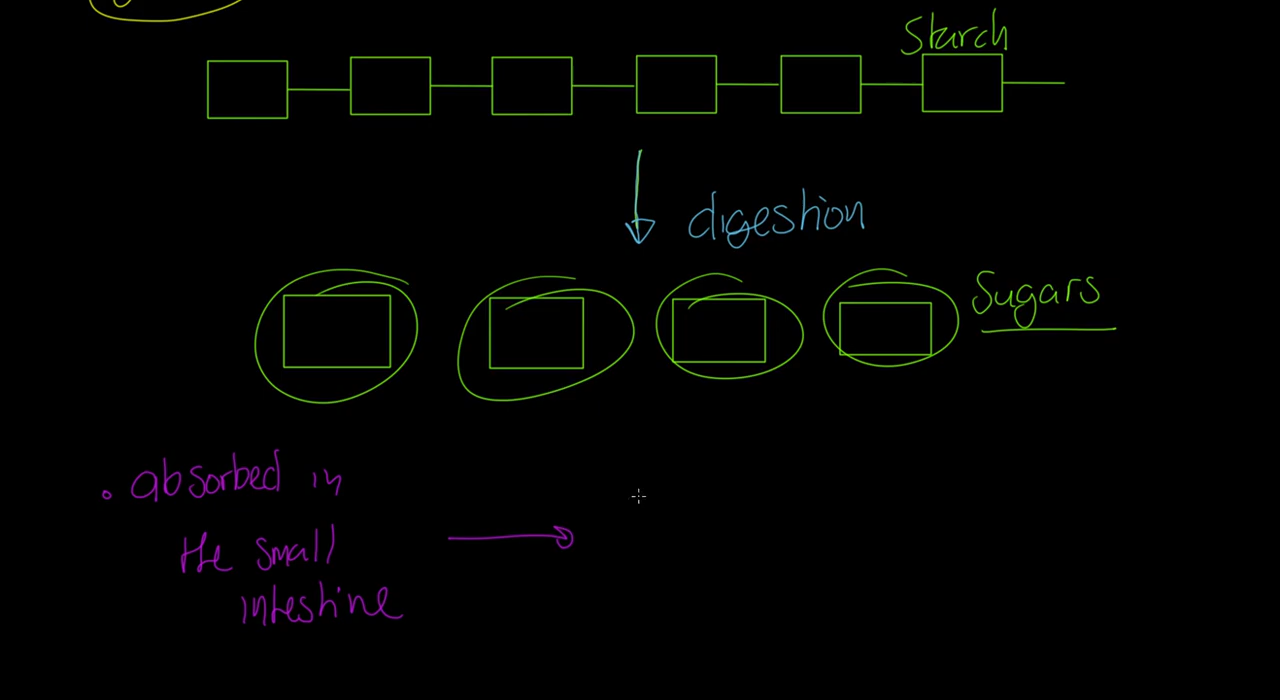 Starch
digestion
Sugars
• absorbed in
the small
intestine